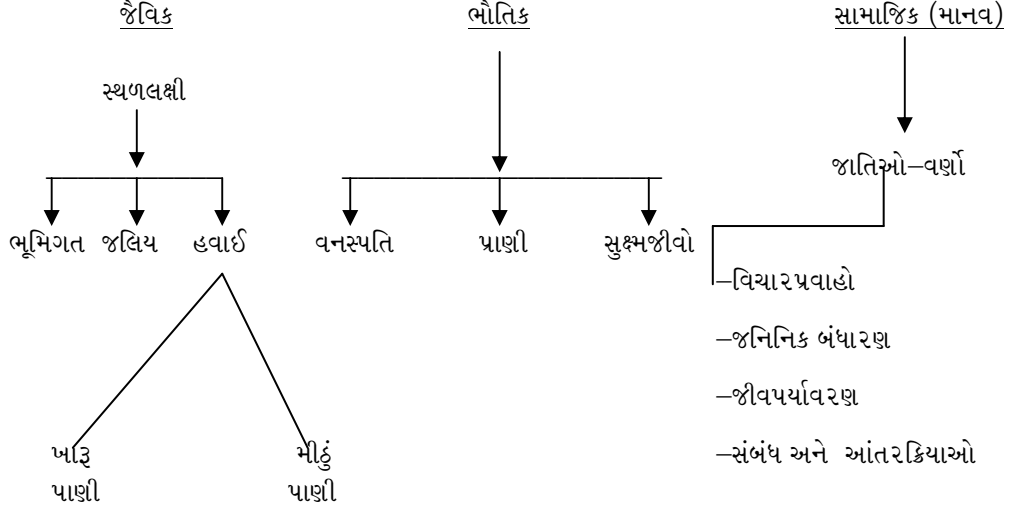 જૈવિક ભૌતિક સામાજિક (માનવ)
સ્થળલક્ષી
જાતિઓ–વર્ણો
ભૂમિગત જલિય હવાઈ વનસ્પતિ પ્રાણી સુક્ષ્મજીવો
–વિચારપ્રવાહો
–જનિનિક બંધારણ
–જીવપર્યાવરણ
ખારૂ મીઠું –સંબંધ અને આંતરક્રિયાઓ
પાણી પાણી